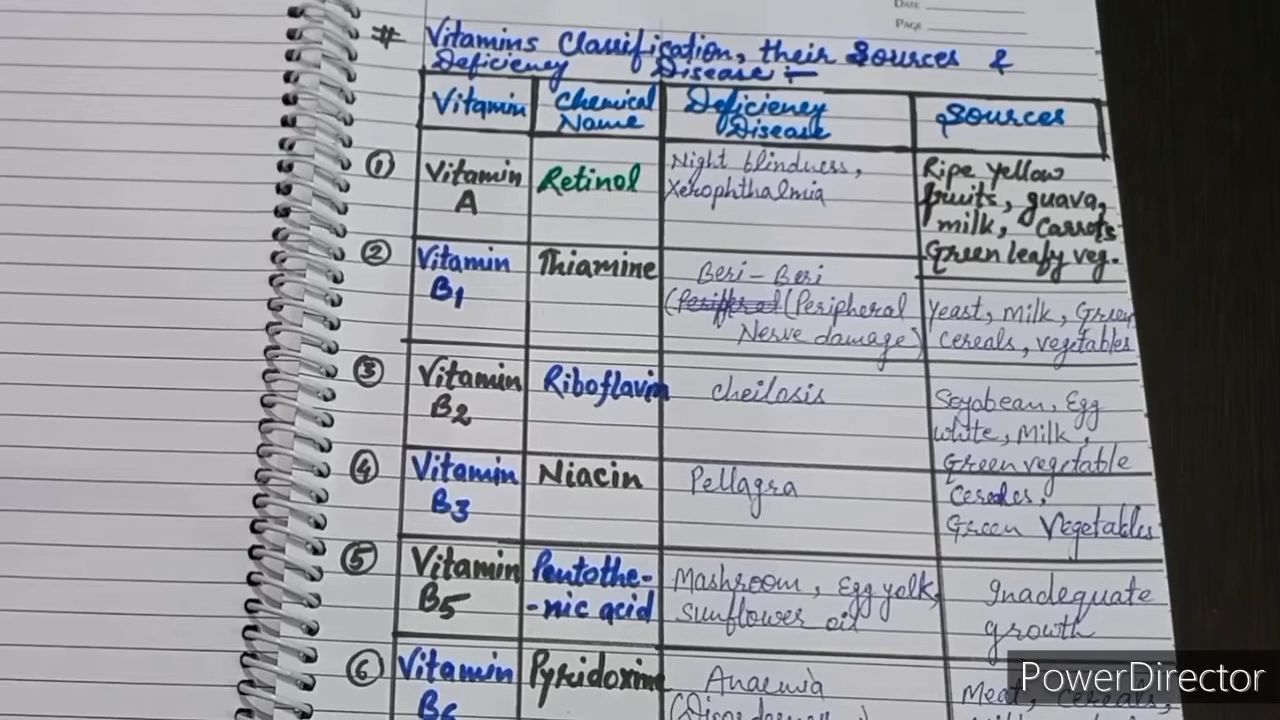 DATE
PAGE
# Vitamins Classification, their Sources &
Deficiency Disease :-
Vitamin Chemical Name Deficiency Disease Sources
① Vitamin A Retinol Night blindness, Xerophthalmia Ripe yellow fruits, guava, milk, Carrots Green leafy veg.
② Vitamin B1 Thiamine Beri - Beri (Peripheral Nerve damage) Yeast, Milk, Green cereals, vegetables
③ Vitamin B2 Riboflavin cheilosis Soyabean, Egg white, Milk, Green vegetable
④ Vitamin B3 Niacin Pellagra Cereales, Green Vegetables
⑤ Vitamin B5 Pentothe- -nic acid Mashroom, Egg yolk, sunflower oil Inadequate growth
⑥ Vitamin B6 Pyridoxine Anaemia Meat, Cereals,
PowerDirector